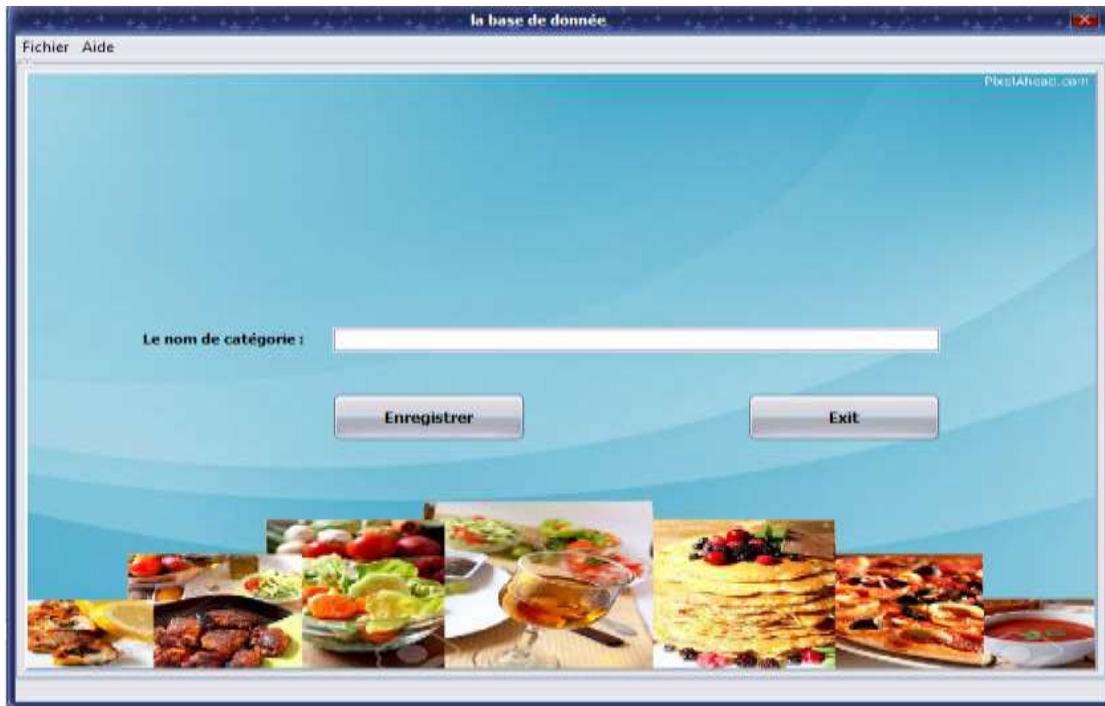 la base de donnée
Fichier Aide
PixelAhead.com
Le nom de catégorie :
Enregistrer
Exit